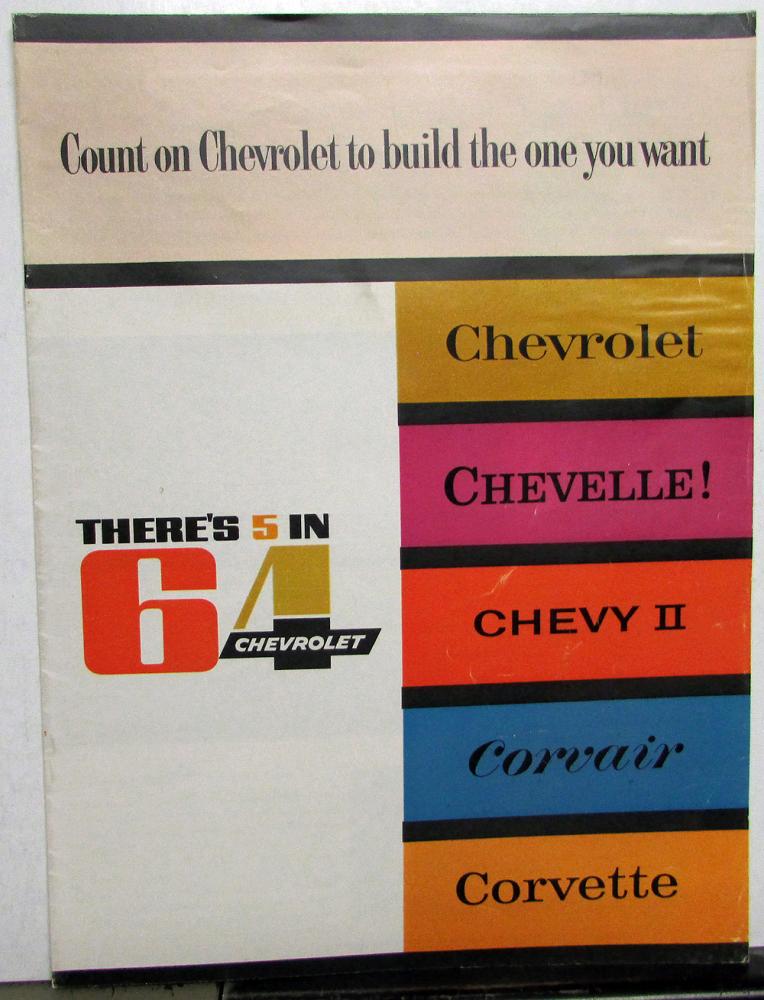 Count on Chevrolet to build the one you want
Chevrolet
CHEVELLE!
THERE'S 5 IN
64
CHEVROLET
CHEVY II
Corvair
Corvette